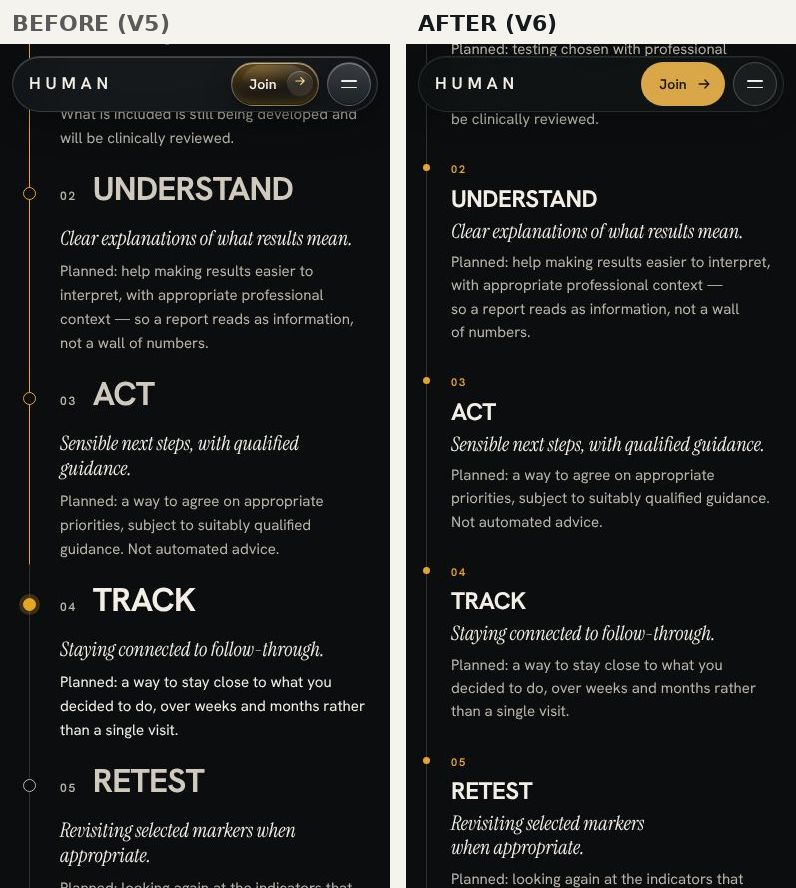 BEFORE (V5)
HUMAN
Join
What is included is still being developed and
will be clinically reviewed.
02 UNDERSTAND
Clear explanations of what results mean.
Planned: help making results easier to
interpret, with appropriate professional
context — so a report reads as information,
not a wall of numbers.
03 ACT
Sensible next steps, with qualified
guidance.
Planned: a way to agree on appropriate
priorities, subject to suitably qualified
guidance. Not automated advice.
04 TRACK
Staying connected to follow-through.
Planned: a way to stay close to what you
decided to do, over weeks and months rather
than a single visit.
05 RETEST
Revisiting selected markers when
appropriate.
Planned: looking again at the indicators that
AFTER (V6)
Planned: testing chosen with professional
HUMAN
Join
be clinically reviewed.
02
UNDERSTAND
Clear explanations of what results mean.
Planned: help making results easier to interpret,
with appropriate professional context —
so a report reads as information, not a wall
of numbers.
03
ACT
Sensible next steps, with qualified guidance.
Planned: a way to agree on appropriate
priorities, subject to suitably qualified guidance.
Not automated advice.
04
TRACK
Staying connected to follow-through.
Planned: a way to stay close to what you
decided to do, over weeks and months rather
than a single visit.
05
RETEST
Revisiting selected markers
when appropriate.
Planned: looking again at the indicators that